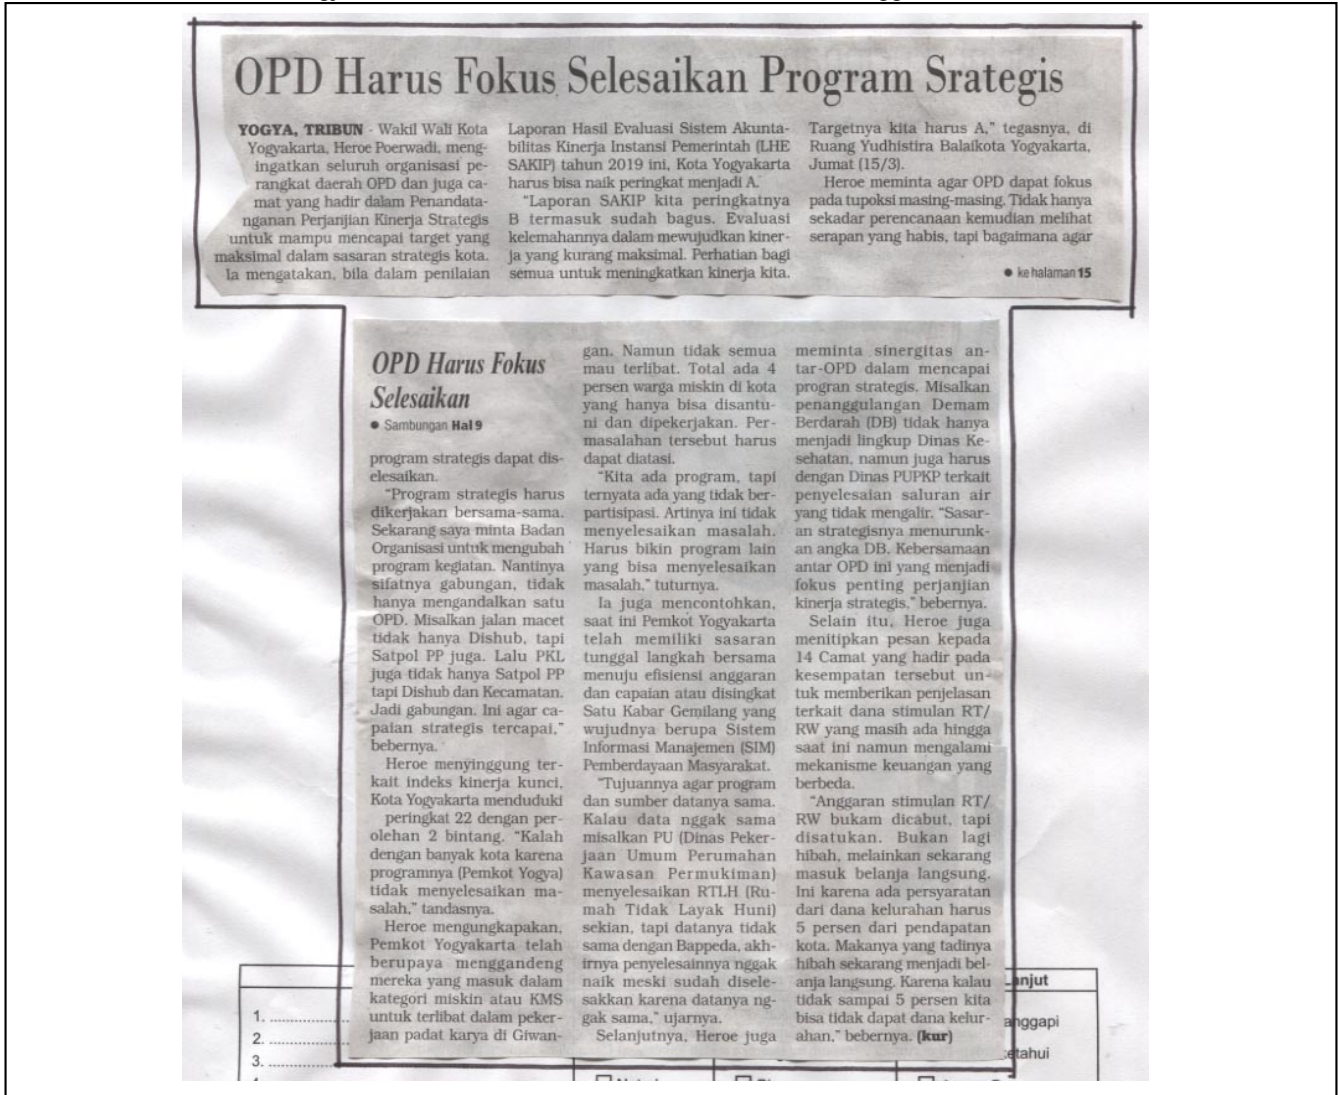 OPD Harus Fokus Selesaikan Program Srategis
YOGYA, TRIBUN - Wakil Wali Kota
Yogyakarta, Heroe Poerwadi, meng-
ingatkan seluruh organisasi pe-
rangkat daerah OPD dan juga ca-
mat yang hadir dalam Penandata-
nganan Perjanjian Kinerja Strategis
untuk mampu mencapai target yang
maksimal dalam sasaran strategis kota.
Ia mengatakan, bila dalam penilaian
Laporan Hasil Evaluasi Sistem Akunta-
bilitas Kinerja Instansi Pemerintah (LHE
SAKIP) tahun 2019 ini, Kota Yogyakarta
harus bisa naik peringkat menjadi A.
"Laporan SAKIP kita peringkatnya
B termasuk sudah bagus. Evaluasi
kelemahannya dalam mewujudkan kiner-
ja yang kurang maksimal. Perhatian bagi
semua untuk meningkatkan kinerja kita.
Targetnya kita harus A," tegasnya, di
Ruang Yudhistira Balaikota Yogyakarta,
Jumat (15/3).
Heroe meminta agar OPD dapat fokus
pada tupoksi masing-masing. Tidak hanya
sekadar perencanaan kemudian melihat
serapan yang habis, tapi bagaimana agar
● ke halaman 15
OPD Harus Fokus
Selesaikan
● Sambungan Hal 9
program strategis dapat dis-
elesaikan.
"Program strategis harus
dikerjakan bersama-sama.
Sekarang saya minta Badan
Organisasi untuk mengubah
program kegiatan. Nantinya
sifatnya gabungan, tidak
hanya mengandalkan satu
OPD. Misalkan jalan macet
tidak hanya Dishub, tapi
Satpol PP juga. Lalu PKL
juga tidak hanya Satpol PP
tapi Dishub dan Kecamatan.
Jadi gabungan. Ini agar ca-
paian strategis tercapai,"
bebernya.
Heroe menyinggung ter-
kait indeks kinerja kunci,
Kota Yogyakarta menduduki
peringkat 22 dengan per-
olehan 2 bintang. "Kalah
dengan banyak kota karena
programnya (Pemkot Yogya)
tidak menyelesaikan ma-
salah," tandasnya.
Heroe mengungkapakan,
Pemkot Yogyakarta telah
berupaya menggandeng
mereka yang masuk dalam
kategori miskin atau KMS
untuk terlibat dalam peker-
jaan padat karya di Giwan-
gan. Namun tidak semua
mau terlibat. Total ada 4
persen warga miskin di kota
yang hanya bisa disantu-
ni dan dipekerjakan. Per-
masalahan tersebut harus
dapat diatasi.
"Kita ada program, tapi
ternyata ada yang tidak ber-
partisipasi. Artinya ini tidak
menyelesaikan masalah.
Harus bikin program lain
yang bisa menyelesaikan
masalah," tuturnya.
Ia juga mencontohkan,
saat ini Pemkot Yogyakarta
telah memiliki sasaran
tunggal langkah bersama
menuju efisiensi anggaran
dan capaian atau disingkat
Satu Kabar Gemilang yang
wujudnya berupa Sistem
Informasi Manajemen (SIM)
Pemberdayaan Masyarakat.
"Tujuannya agar program
dan sumber datanya sama.
Kalau data nggak sama
misalkan PU (Dinas Peker-
jaan Umum Perumahan
Kawasan Permukiman)
menyelesaikan RTLH (Ru-
mah Tidak Layak Huni)
sekian, tapi datanya tidak
sama dengan Bappeda, akh-
irnya penyelesainnya nggak
naik meski sudah disele-
sakkan karena datanya ng-
gak sama," ujarnya.
Selanjutnya, Heroe juga
meminta sinergitas an-
tar-OPD dalam mencapai
progran strategis. Misalkan
penanggulangan Demam
Berdarah (DB) tidak hanya
menjadi lingkup Dinas Ke-
sehatan, namun juga harus
dengan Dinas PUPKP terkait
penyelesaian saluran air
yang tidak mengalir. "Sasar-
an strategisnya menurunk-
an angka DB. Kebersamaan
antar OPD ini yang menjadi
fokus penting perjanjian
kinerja strategis," bebernya.
Selain itu, Heroe juga
menitipkan pesan kepada
14 Camat yang hadir pada
kesempatan tersebut un-
tuk memberikan penjelasan
terkait dana stimulan RT/
RW yang masih ada hingga
saat ini namun mengalami
mekanisme keuangan yang
berbeda.
"Anggaran stimulan RT/
RW bukam dicabut, tapi
disatukan. Bukan lagi
hibah, melainkan sekarang
masuk belanja langsung.
Ini karena ada persyaratan
dari dana kelurahan harus
5 persen dari pendapatan
kota. Makanya yang tadinya
hibah sekarang menjadi bel-
anja langsung. Karena kalau
tidak sampai 5 persen kita
bisa tidak dapat dana kelur-
ahan," bebernya. (kur)
anjut
1. ....................
2. ....................
3. ....................
anggapi
etahui